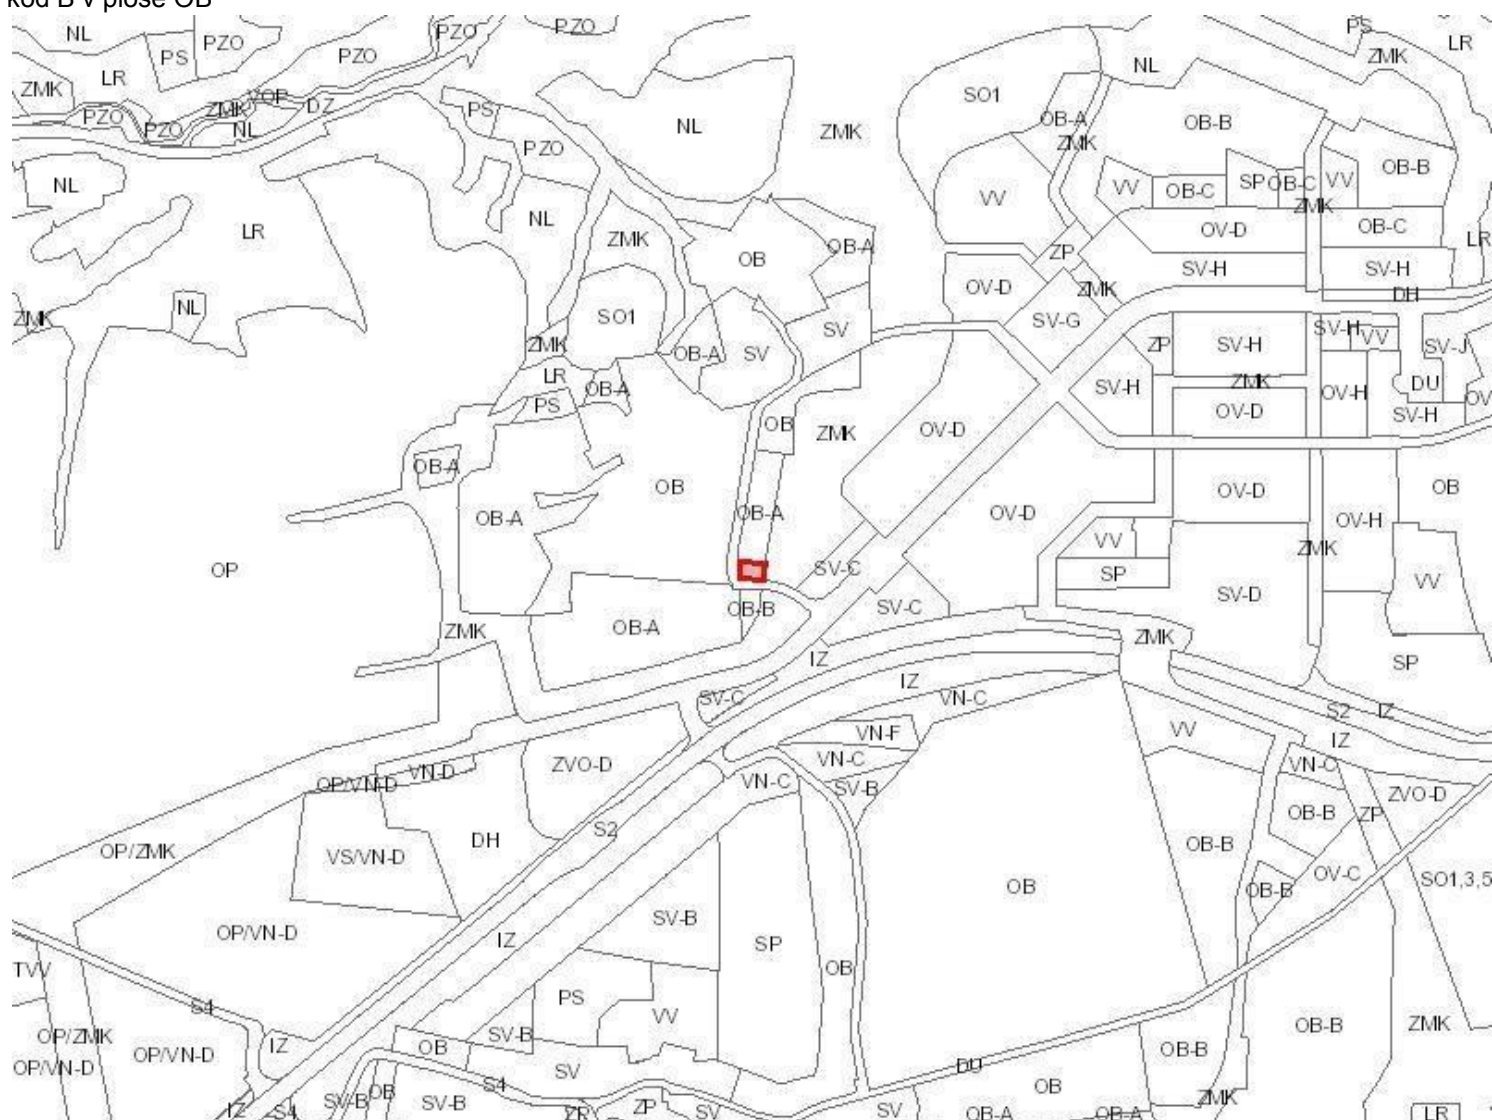 kód B v ploše OB
NL
PS
PZO
PZO
PZO
PZO
PS
LR
NL
ZMK
LR
ZMK
ZMK
VOP
DZ
PZO
PZO
NL
PS
PZO
NL
ZMK
SO1
OB-A
ZMK
OB-B
OB-B
NL
NL
VV
VV
OB-C
SP
OB-C
VV
ZMK
LR
ZMK
OB
OB-A
ZP
OV-D
OB-C
LR
SV-H
SV-H
OV-D
ZMK
DH
NL
ZMK
SO1
SV
SV-G
ZMK
OB-A
SV
ZP
SV-H
SV-H
VV
SV-J
LR
PS
OB-A
SV-H
ZMK
DU
OV-H
OV
OB
ZMK
OV-D
OV-D
SV-H
OB-A
OB
OV-D
OB
OB-A
OB-A
OV-D
OV-H
VV
ZMK
OP
SV-C
SP
VV
SV-D
OB-B
SV-C
ZMK
OB-A
ZMK
IZ
SP
IZ
SV-C
VN-C
S2
IZ
VN-F
VV
IZ
ZVO-D
VN-C
VN-C
OP/VN-D
VN-D
VN-C
SV-B
ZVO-D
OB-B
ZP
S2
DH
OP/ZMK
VS/VN-D
OB-B
OV-C
SO1,3,5
OB
OB-B
SV-B
OP/VN-D
IZ
SP
TVV
OB
PS
S4
VV
OB-B
ZMK
OP/ZMK
SV-B
IZ
OB
OB-B
OP/VN-D
OP/VN-D
SV
DU
S4
OB
OB
ZMK
SV-B
SV-B
IZ
S4
ZP
ZP
SV
SV
OB-A
OB-A
LR